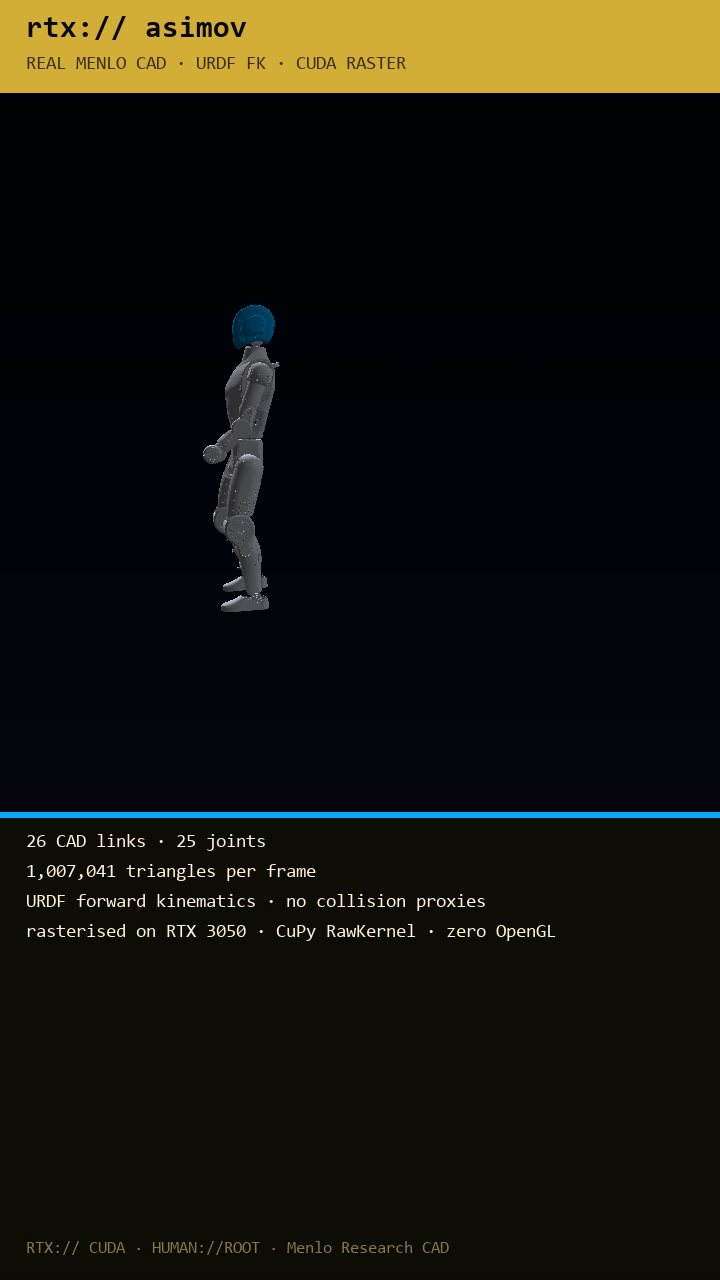 rtx:// asimov
REAL MENLO CAD · URDF FK · CUDA RASTER
26 CAD links · 25 joints
1,007,041 triangles per frame
URDF forward kinematics · no collision proxies
rasterised on RTX 3050 · CuPy RawKernel · zero OpenGL
RTX:// CUDA · HUMAN://ROOT · Menlo Research CAD